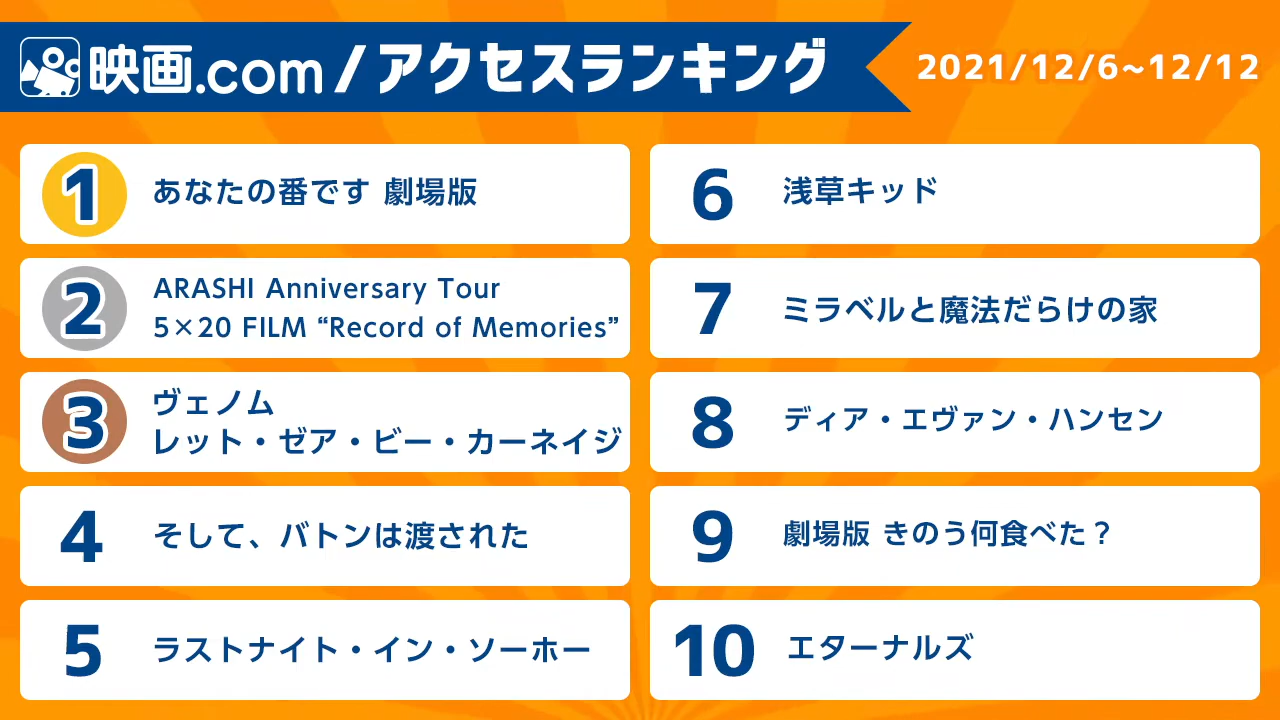 映画.com/アクセスランキング
2021/12/6~12/12
1
あなたの番です 劇場版
2
ARASHI Anniversary Tour
5×20 FILM “Record of Memories”
3
ヴェノム
レット・ゼア・ビー・カーネイジ
4
そして、バトンは渡された
5
ラストナイト・イン・ソーホー
6
浅草キッド
7
ミラベルと魔法だらけの家
8
ディア・エヴァン・ハンセン
9
劇場版 きのう何食べた？
10
エターナルズ